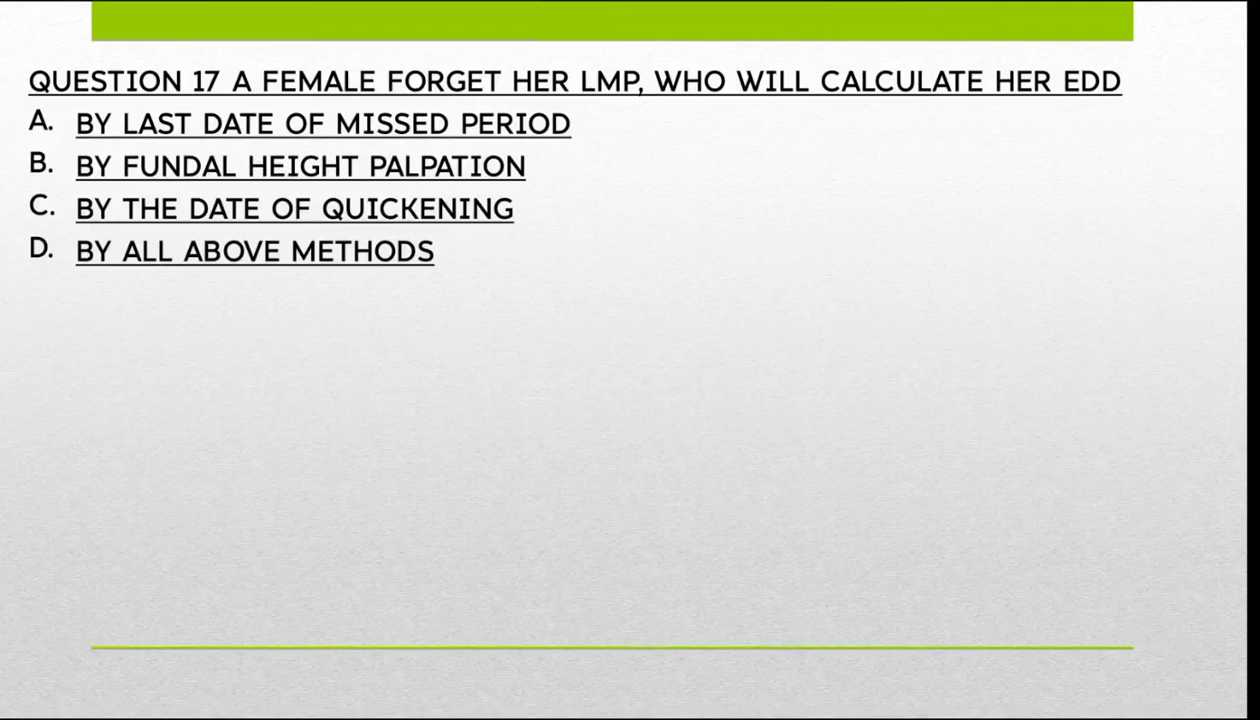 QUESTION 17 A FEMALE FORGET HER LMP, WHO WILL CALCULATE HER EDD
A. BY LAST DATE OF MISSED PERIOD
B. BY FUNDAL HEIGHT PALPATION
C. BY THE DATE OF QUICKENING
D. BY ALL ABOVE METHODS